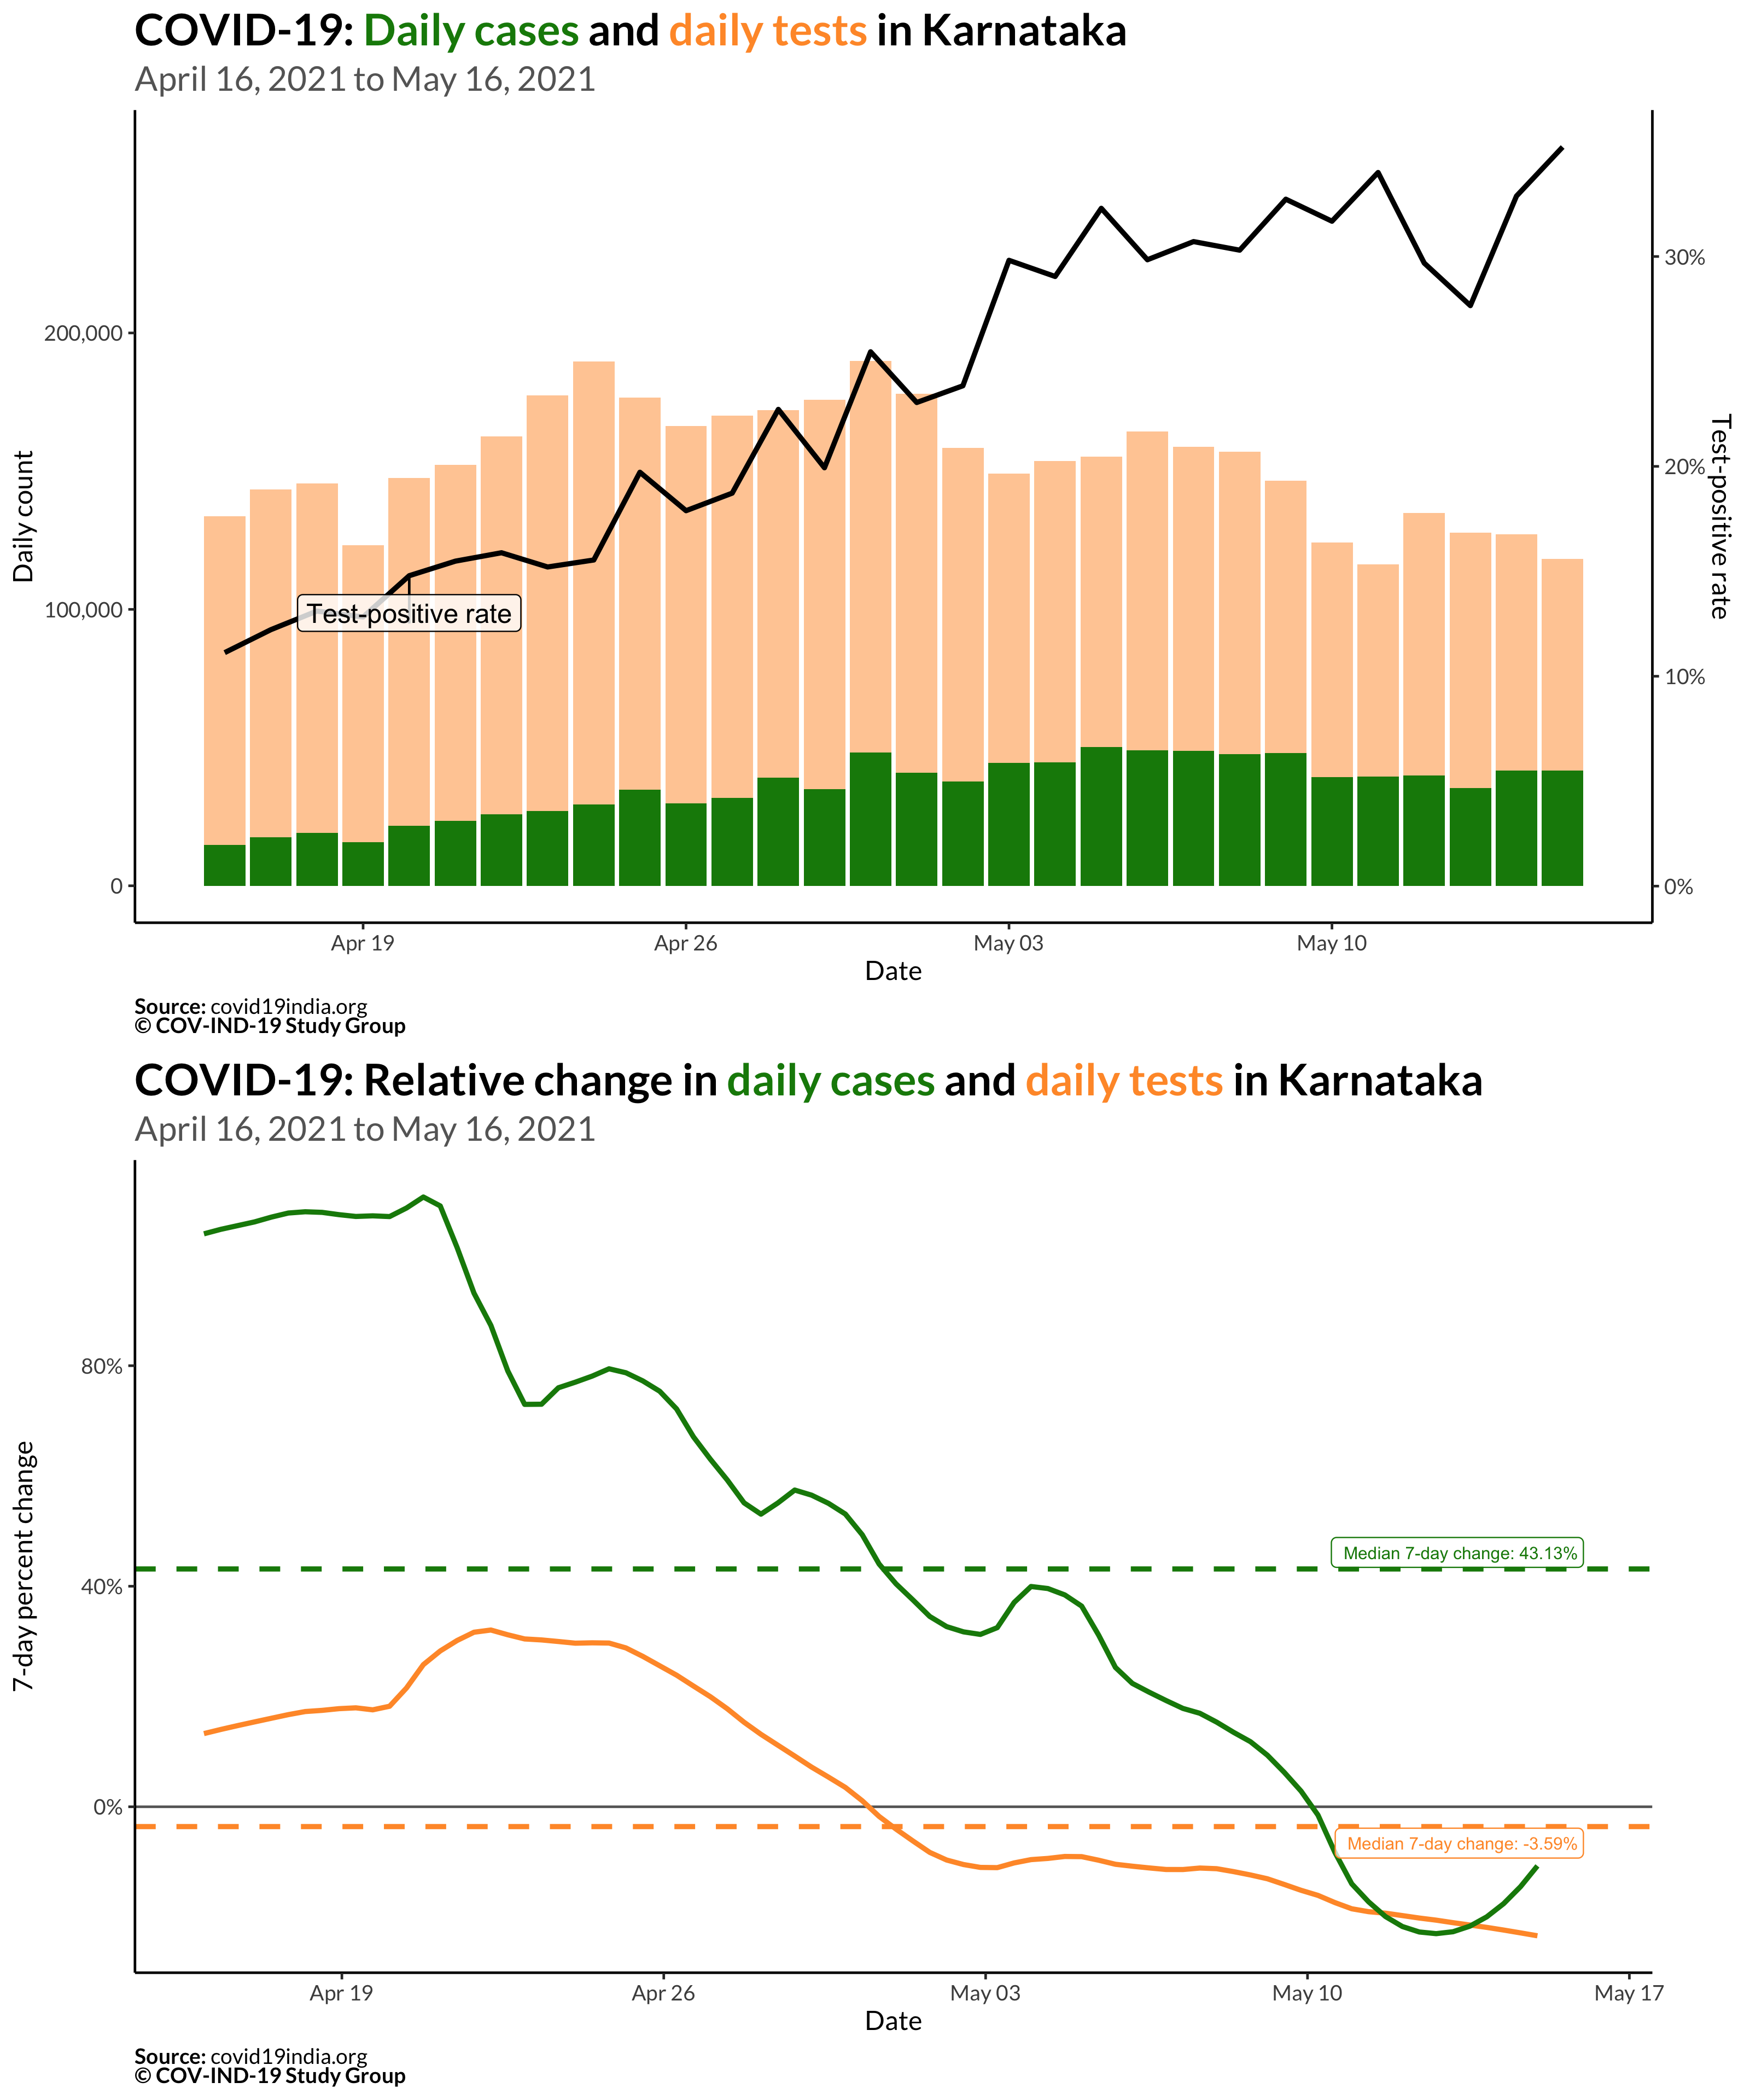 COVID-19: Daily cases and daily tests in Karnataka
April 16, 2021 to May 16, 2021
Daily count
200,000
100,000
0
Test-positive rate
30%
20%
10%
0%
Test-positive rate
Apr 19
Apr 26
May 03
May 10
Date
Source: covid19india.org
© COV-IND-19 Study Group
COVID-19: Relative change in daily cases and daily tests in Karnataka
April 16, 2021 to May 16, 2021
7-day percent change
80%
40%
0%
Median 7-day change: 43.13%
Median 7-day change: -3.59%
Apr 19
Apr 26
May 03
May 10
May 17
Date
Source: covid19india.org
© COV-IND-19 Study Group